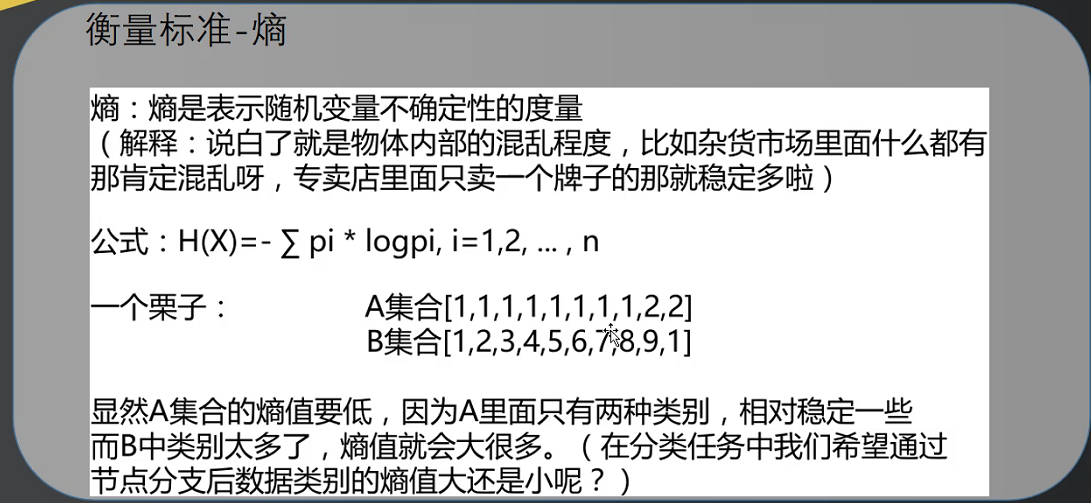 衡量标准-熵
熵：熵是表示随机变量不确定性的度量
（解释：说白了就是物体内部的混乱程度，比如杂货市场里面什么都有
那肯定混乱呀，专卖店里面只卖一个牌子的那就稳定多啦）
公式：H(X)=- ∑ pi * logpi, i=1,2, ... , n
一个栗子： A集合[1,1,1,1,1,1,1,1,2,2]
B集合[1,2,3,4,5,6,7,8,9,1]
显然A集合的熵值要低，因为A里面只有两种类别，相对稳定一些
而B中类别太多了，熵值就会大很多。（在分类任务中我们希望通过
节点分支后数据类别的熵值大还是小呢？）